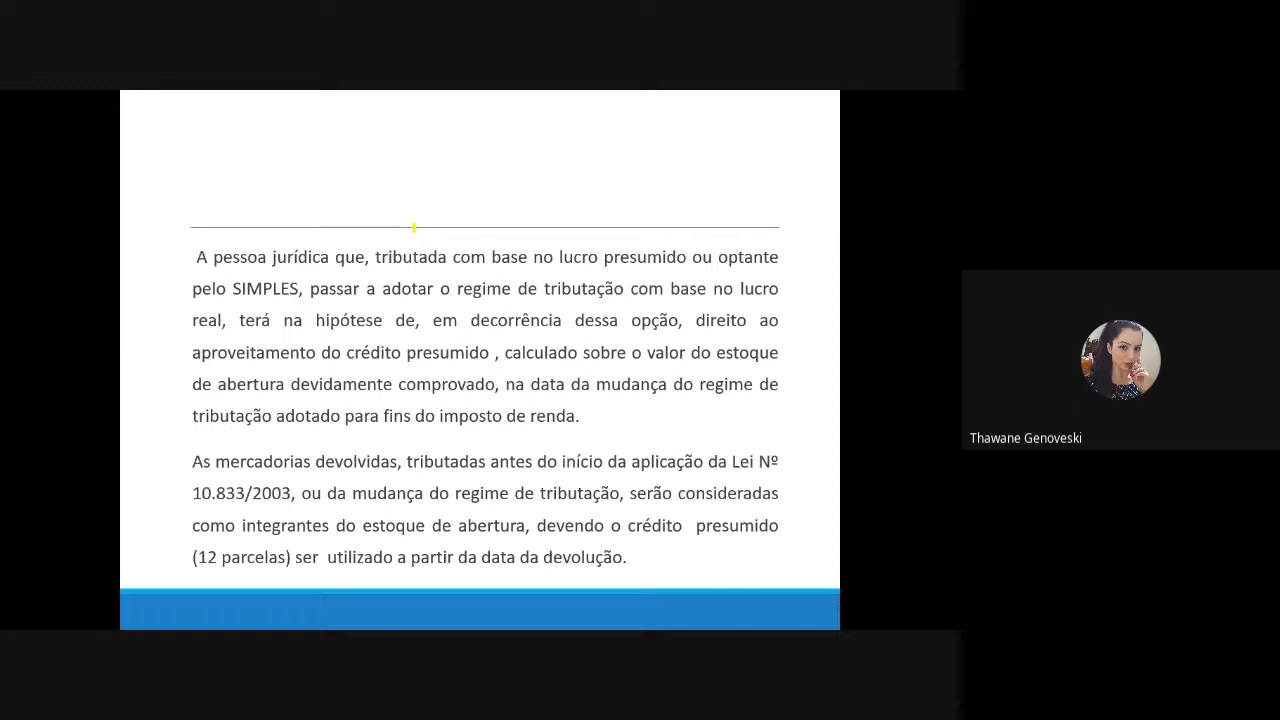 A pessoa jurídica que, tributada com base no lucro presumido ou optante
pelo SIMPLES, passar a adotar o regime de tributação com base no lucro
real, terá na hipótese de, em decorrência dessa opção, direito ao
aproveitamento do crédito presumido , calculado sobre o valor do estoque
de abertura devidamente comprovado, na data da mudança do regime de
tributação adotado para fins do imposto de renda.
As mercadorias devolvidas, tributadas antes do início da aplicação da Lei Nº
10.833/2003, ou da mudança do regime de tributação, serão consideradas
como integrantes do estoque de abertura, devendo o crédito presumido
(12 parcelas) ser utilizado a partir da data da devolução.
Thawane Genoveski